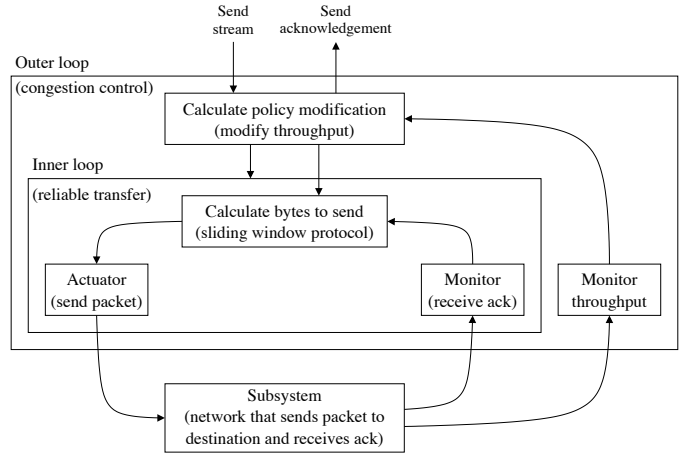 Send
stream
Send
acknowledgement
Outer loop
(congestion control)
Calculate policy modification
(modify throughput)
Inner loop
(reliable transfer)
Calculate bytes to send
(sliding window protocol)
Actuator
(send packet)
Monitor
(receive ack)
Monitor
throughput
Subsystem
(network that sends packet to
destination and receives ack)